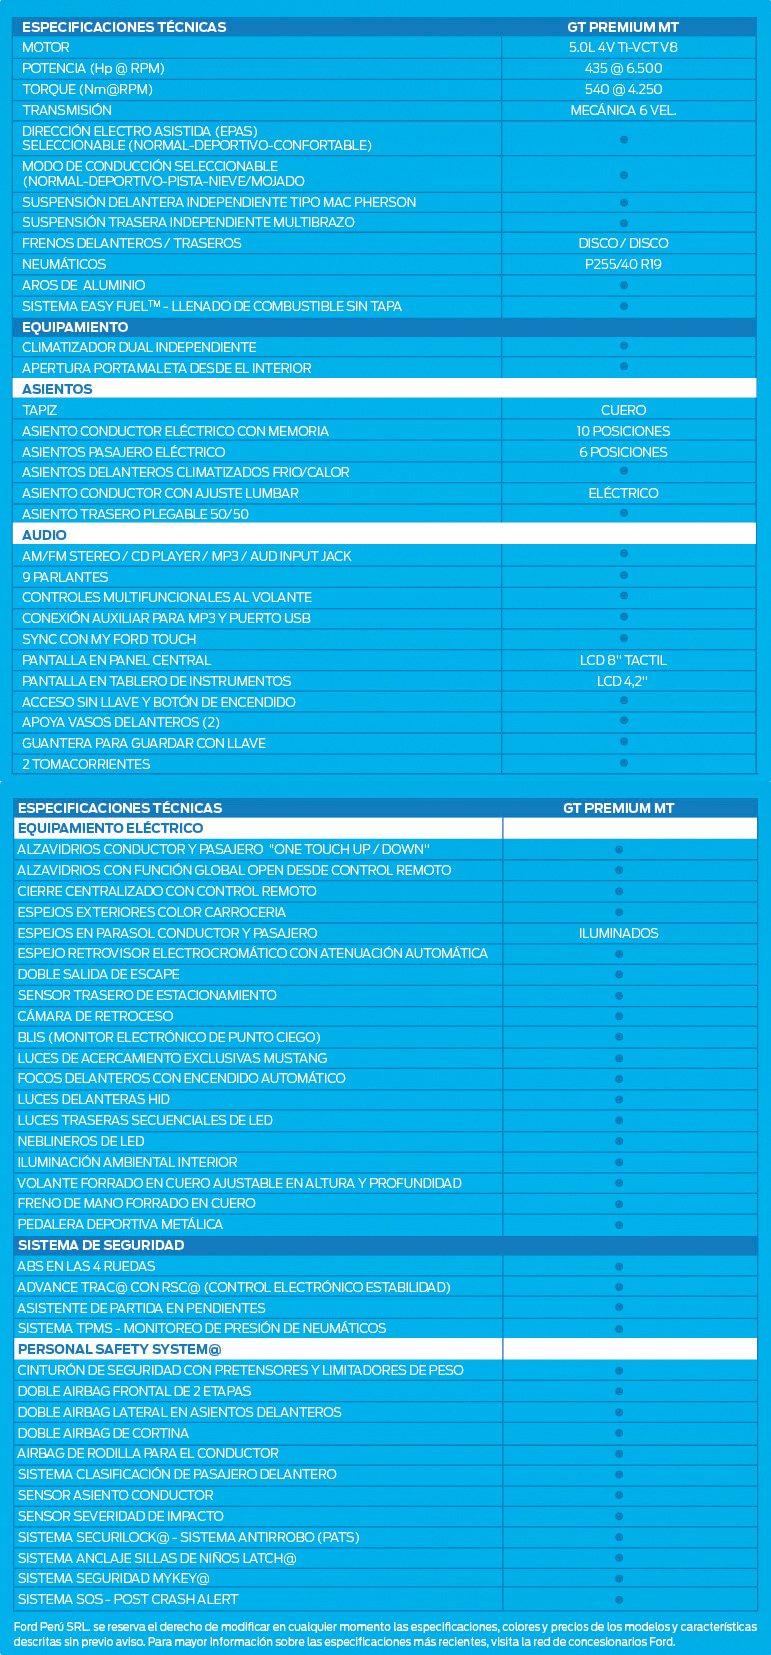 ESPECIFICACIONES TÉCNICAS GT PREMIUM MT
MOTOR 5.0L 4V Ti-VCT V8
POTENCIA (Hp @ RPM) 435 @ 6.500
TORQUE (Nm@RPM) 540 @ 4.250
TRANSMISIÓN MECÁNICA 6 VEL.
DIRECCIÓN ELECTRO ASISTIDA (EPAS)
SELECCIONABLE (NORMAL-DEPORTIVO-CONFORTABLE)
MODO DE CONDUCCIÓN SELECCIONABLE
(NORMAL-DEPORTIVO-PISTA-NIEVE/MOJADO
SUSPENSIÓN DELANTERA INDEPENDIENTE TIPO MAC PHERSON
SUSPENSIÓN TRASERA INDEPENDIENTE MULTIBRAZO
FRENOS DELANTEROS / TRASEROS DISCO / DISCO
NEUMÁTICOS P255/40 R19
AROS DE ALUMINIO
SISTEMA EASY FUEL™ - LLENADO DE COMBUSTIBLE SIN TAPA
EQUIPAMIENTO
CLIMATIZADOR DUAL INDEPENDIENTE
APERTURA PORTAMALETA DESDE EL INTERIOR
ASIENTOS
TAPIZ CUERO
ASIENTO CONDUCTOR ELÉCTRICO CON MEMORIA 10 POSICIONES
ASIENTOS PASAJERO ELÉCTRICO 6 POSICIONES
ASIENTOS DELANTEROS CLIMATIZADOS FRIO/CALOR
ASIENTO CONDUCTOR CON AJUSTE LUMBAR ELÉCTRICO
ASIENTO TRASERO PLEGABLE 50/50
AUDIO
AM/FM STEREO / CD PLAYER / MP3 / AUD INPUT JACK
9 PARLANTES
CONTROLES MULTIFUNCIONALES AL VOLANTE
CONEXIÓN AUXILIAR PARA MP3 Y PUERTO USB
SYNC CON MY FORD TOUCH
PANTALLA EN PANEL CENTRAL LCD 8" TACTIL
PANTALLA EN TABLERO DE INSTRUMENTOS LCD 4,2"
ACCESO SIN LLAVE Y BOTÓN DE ENCENDIDO
APOYA VASOS DELANTEROS (2)
GUANTERA PARA GUARDAR CON LLAVE
2 TOMACORRIENTES
ESPECIFICACIONES TÉCNICAS GT PREMIUM MT
EQUIPAMIENTO ELÉCTRICO
ALZAVIDRIOS CONDUCTOR Y PASAJERO "ONE TOUCH UP / DOWN"
ALZAVIDRIOS CON FUNCIÓN GLOBAL OPEN DESDE CONTROL REMOTO
CIERRE CENTRALIZADO CON CONTROL REMOTO
ESPEJOS EXTERIORES COLOR CARROCERIA
ESPEJOS EN PARASOL CONDUCTOR Y PASAJERO ILUMINADOS
ESPEJO RETROVISOR ELECTROCROMÁTICO CON ATENUACIÓN AUTOMÁTICA
DOBLE SALIDA DE ESCAPE
SENSOR TRASERO DE ESTACIONAMIENTO
CÁMARA DE RETROCESO
BLIS (MONITOR ELECTRÓNICO DE PUNTO CIEGO)
LUCES DE ACERCAMIENTO EXCLUSIVAS MUSTANG
FOCOS DELANTEROS CON ENCENDIDO AUTOMÁTICO
LUCES DELANTERAS HID
LUCES TRASERAS SECUENCIALES DE LED
NEBLINEROS DE LED
ILUMINACIÓN AMBIENTAL INTERIOR
VOLANTE FORRADO EN CUERO AJUSTABLE EN ALTURA Y PROFUNDIDAD
FRENO DE MANO FORRADO EN CUERO
PEDALERA DEPORTIVA METÁLICA
SISTEMA DE SEGURIDAD
ABS EN LAS 4 RUEDAS
ADVANCE TRAC@ CON RSC@ (CONTROL ELECTRÓNICO ESTABILIDAD)
ASISTENTE DE PARTIDA EN PENDIENTES
SISTEMA TPMS - MONITOREO DE PRESIÓN DE NEUMÁTICOS
PERSONAL SAFETY SYSTEM@
CINTURÓN DE SEGURIDAD CON PRETENSORES Y LIMITADORES DE PESO
DOBLE AIRBAG FRONTAL DE 2 ETAPAS
DOBLE AIRBAG LATERAL EN ASIENTOS DELANTEROS
DOBLE AIRBAG DE CORTINA
AIRBAG DE RODILLA PARA EL CONDUCTOR
SISTEMA CLASIFICACIÓN DE PASAJERO DELANTERO
SENSOR ASIENTO CONDUCTOR
SENSOR SEVERIDAD DE IMPACTO
SISTEMA SECURILOCK@ - SISTEMA ANTIRROBO (PATS)
SISTEMA ANCLAJE SILLAS DE NIÑOS LATCH@
SISTEMA SEGURIDAD MYKEY@
SISTEMA SOS - POST CRASH ALERT
Ford Perú SRL. se reserva el derecho de modificar en cualquier momento las especificaciones, colores y precios de los modelos y características
descritas sin previo aviso. Para mayor información sobre las especificaciones más recientes, visita la red de concesionarios Ford.